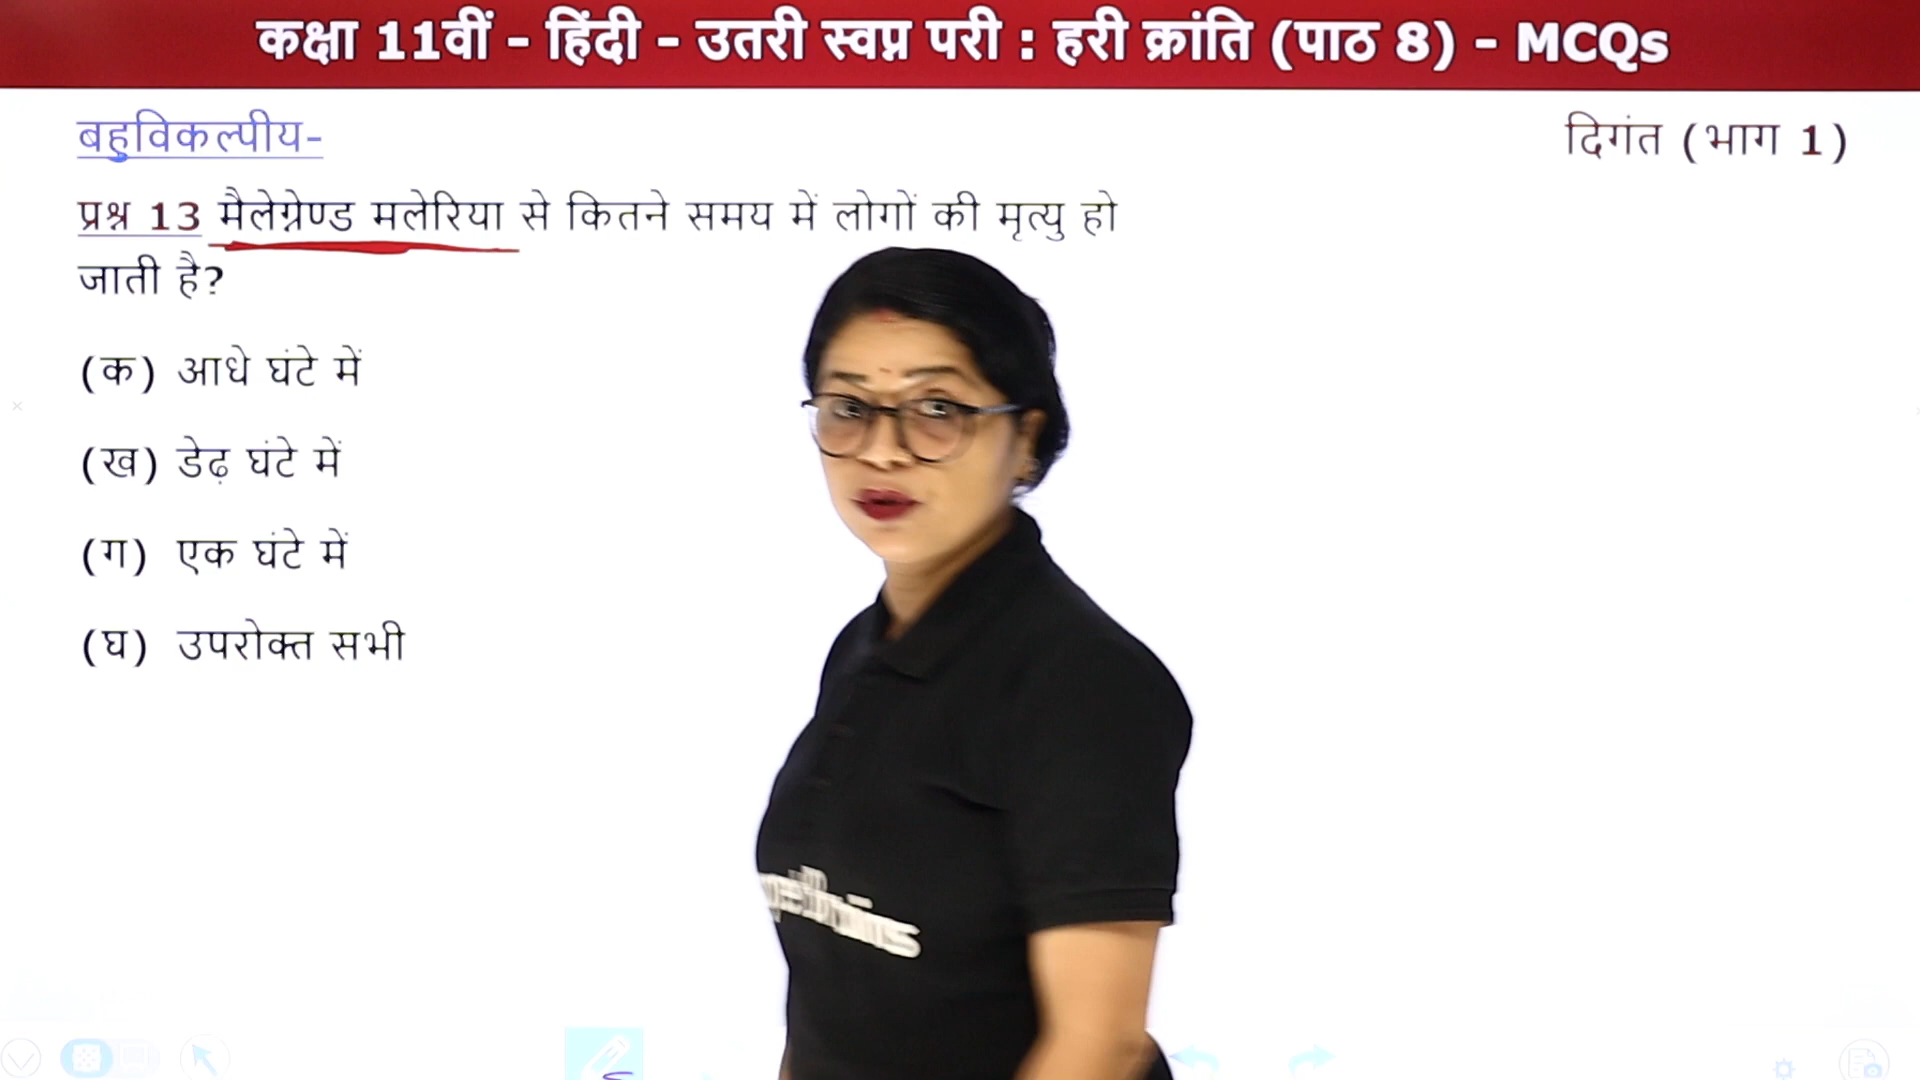 कक्षा 11वीं - हिंदी - उतरी स्वप्न परी : हरी क्रांति (पाठ 8) - MCQs
बहुविकल्पीय-
दिगंत (भाग 1)
प्रश्न 13 मैलेग्नेण्ड मलेरिया से कितने समय में लोगों की मृत्यु हो
जाती है?
(क) आधे घंटे में
(ख) डेढ़ घंटे में
(ग) एक घंटे में
(घ) उपरोक्त सभी